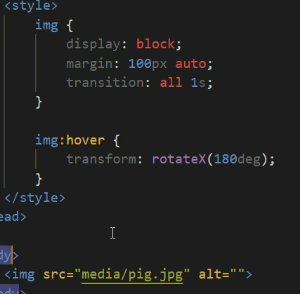 <style>
img {
display: block;
margin: 100px auto;
transition: all 1s;
}
img:hover {
transform: rotateX(180deg);
}
</style>
ead>
dy>
<img src="media/pig.jpg" alt="">